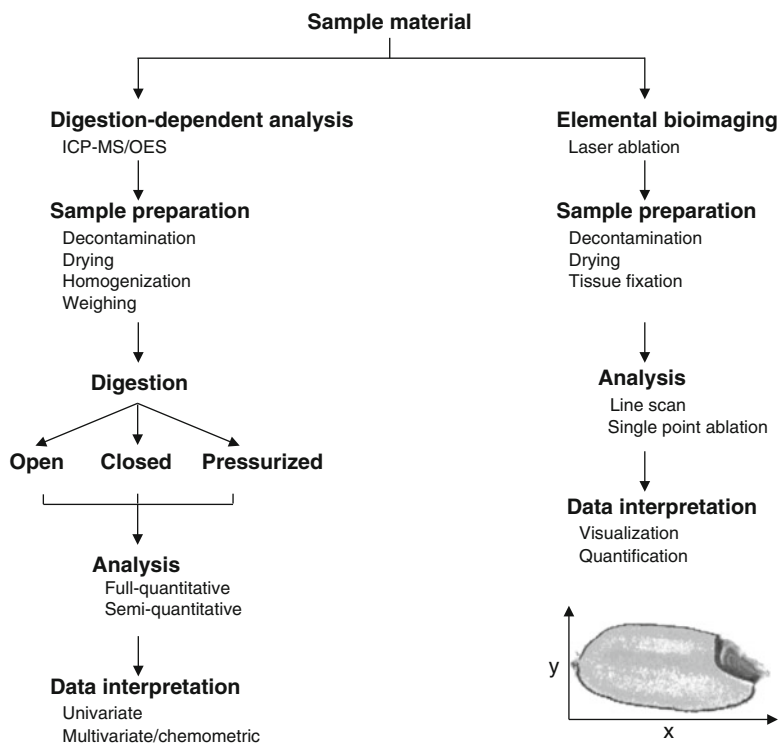 Sample material
Digestion-dependent analysis
ICP-MS/OES
Sample preparation
Decontamination
Drying
Homogenization
Weighing
Digestion
Open
Closed
Pressurized
Analysis
Full-quantitative
Semi-quantitative
Data interpretation
Univariate
Multivariate/chemometric
Elemental bioimaging
Laser ablation
Sample preparation
Decontamination
Drying
Tissue fixation
Analysis
Line scan
Single point ablation
Data interpretation
Visualization
Quantification
y
x